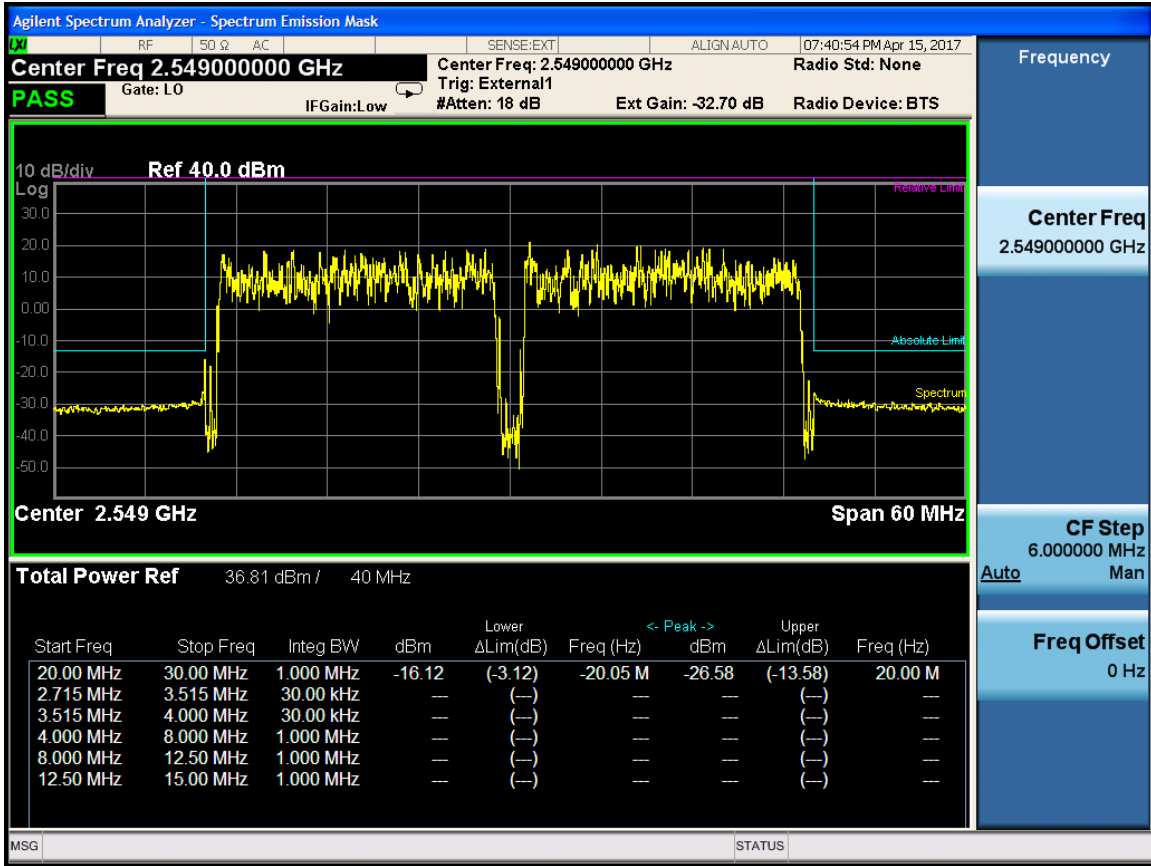 Agilent Spectrum Analyzer - Spectrum Emission Mask
LXI RF 50 Ω AC SENSE:EXT ALIGN AUTO 07:40:54 PM Apr 15, 2017
Center Freq 2.549000000 GHz
Center Freq: 2.549000000 GHz Radio Std: None
Gate: LO Trig: External1
PASS IFGain:Low #Atten: 18 dB Ext Gain: -32.70 dB Radio Device: BTS
10 dB/div Ref 40.0 dBm
Log
Relative Limit
30.0
20.0
10.0
0.00
-10.0
Absolute Limit
-20.0
Spectrum
-30.0
-40.0
-50.0
Center 2.549 GHz Span 60 MHz
Total Power Ref 36.81 dBm / 40 MHz
Lower <- Peak -> Upper
Start Freq Stop Freq Integ BW dBm ΔLim(dB) Freq (Hz) dBm ΔLim(dB) Freq (Hz)
20.00 MHz 30.00 MHz 1.000 MHz -16.12 (-3.12) -20.05 M -26.58 (-13.58) 20.00 M
2.715 MHz 3.515 MHz 30.00 kHz --- (---) --- --- (---) ---
3.515 MHz 4.000 MHz 30.00 kHz --- (---) --- --- (---) ---
4.000 MHz 8.000 MHz 1.000 MHz --- (---) --- --- (---) ---
8.000 MHz 12.50 MHz 1.000 MHz --- (---) --- --- (---) ---
12.50 MHz 15.00 MHz 1.000 MHz --- (---) --- --- (---) ---
MSG STATUS
Frequency
Center Freq
2.549000000 GHz
CF Step
6.000000 MHz
Auto Man
Freq Offset
0 Hz